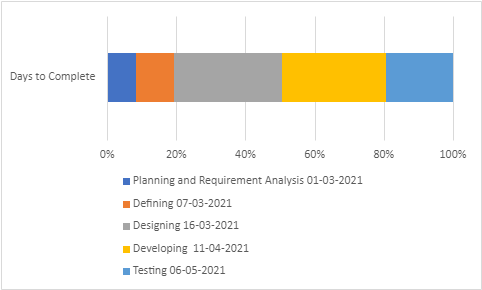 Days to Complete
0% 20% 40% 60% 80% 100%
Planning and Requirement Analysis 01-03-2021
Defining 07-03-2021
Designing 16-03-2021
Developing  11-04-2021
Testing 06-05-2021